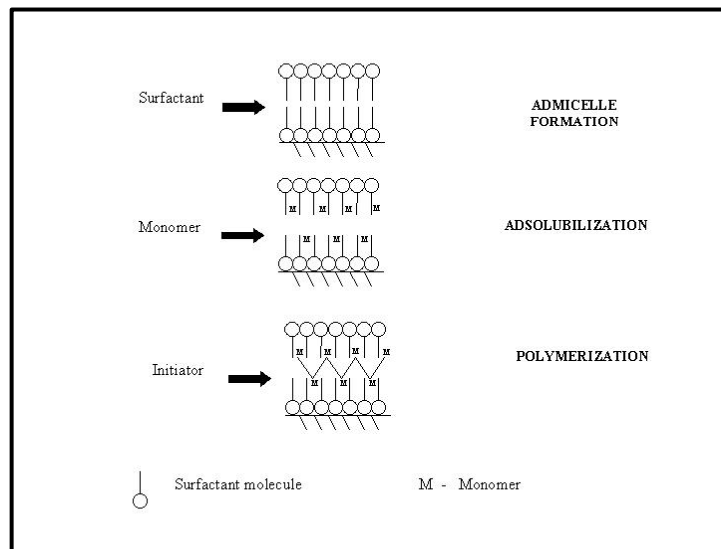 Surfactant
ADMICELLE
FORMATION
M M M M
Monomer
ADSOLUBILIZATION
M M M
M M M M
Initiator
POLYMERIZATION
M M M
Surfactant molecule
M - Monomer